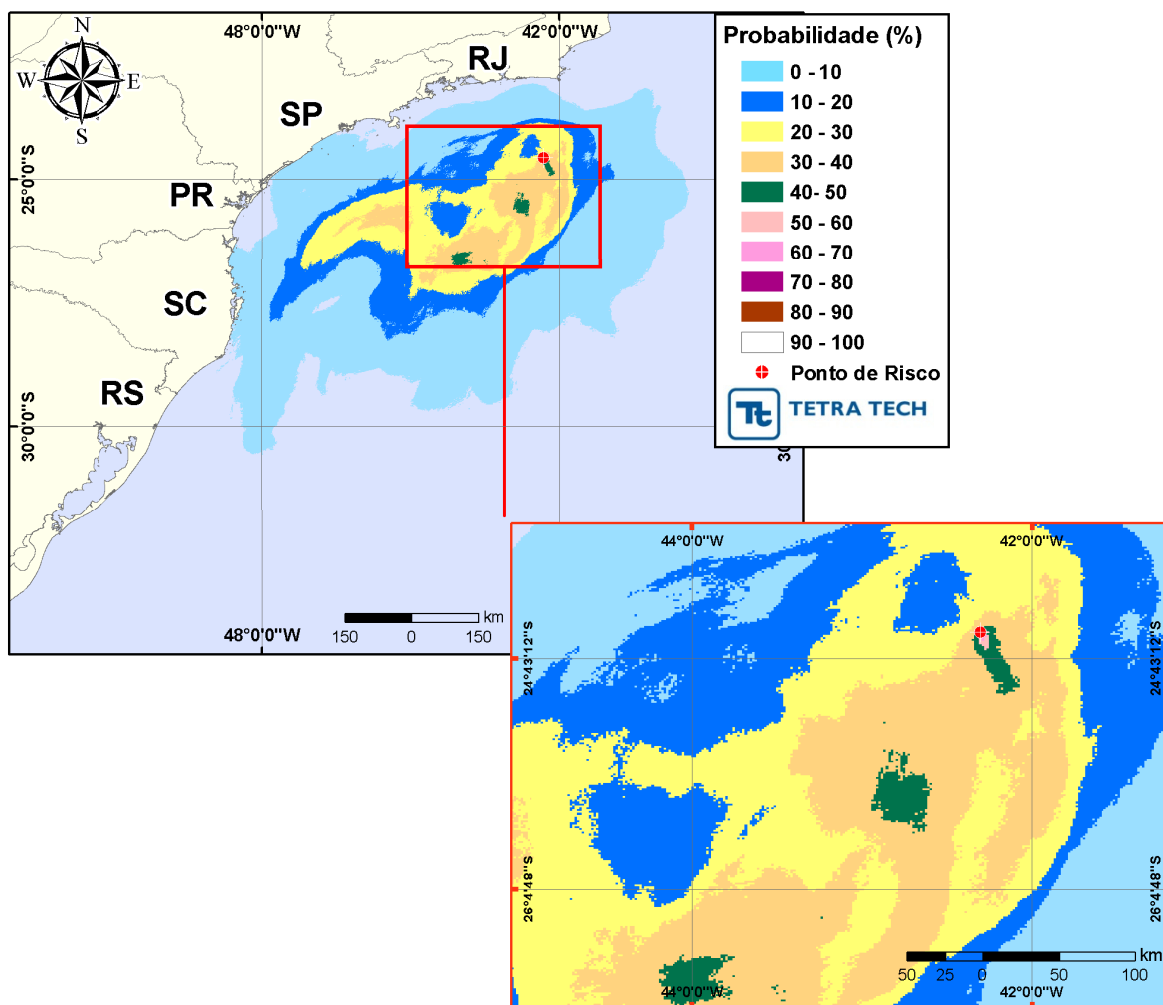 N
W E
S
48°0'0"W
42°0'0"W
RJ
SP
PR
SC
RS
25°0'0"S
30°0'0"S
30
48°0'0"W
km
150 0 150
Probabilidade (%)
0 - 10
10 - 20
20 - 30
30 - 40
40- 50
50 - 60
60 - 70
70 - 80
80 - 90
90 - 100
Ponto de Risco
Tt TETRA TECH
44°0'0"W
42°0'0"W
24°43'12"S
24°43'12"S
26°4'48"S
26°4'48"S
km
50 25 0 50 100
44°0'0"W
42°0'0"W